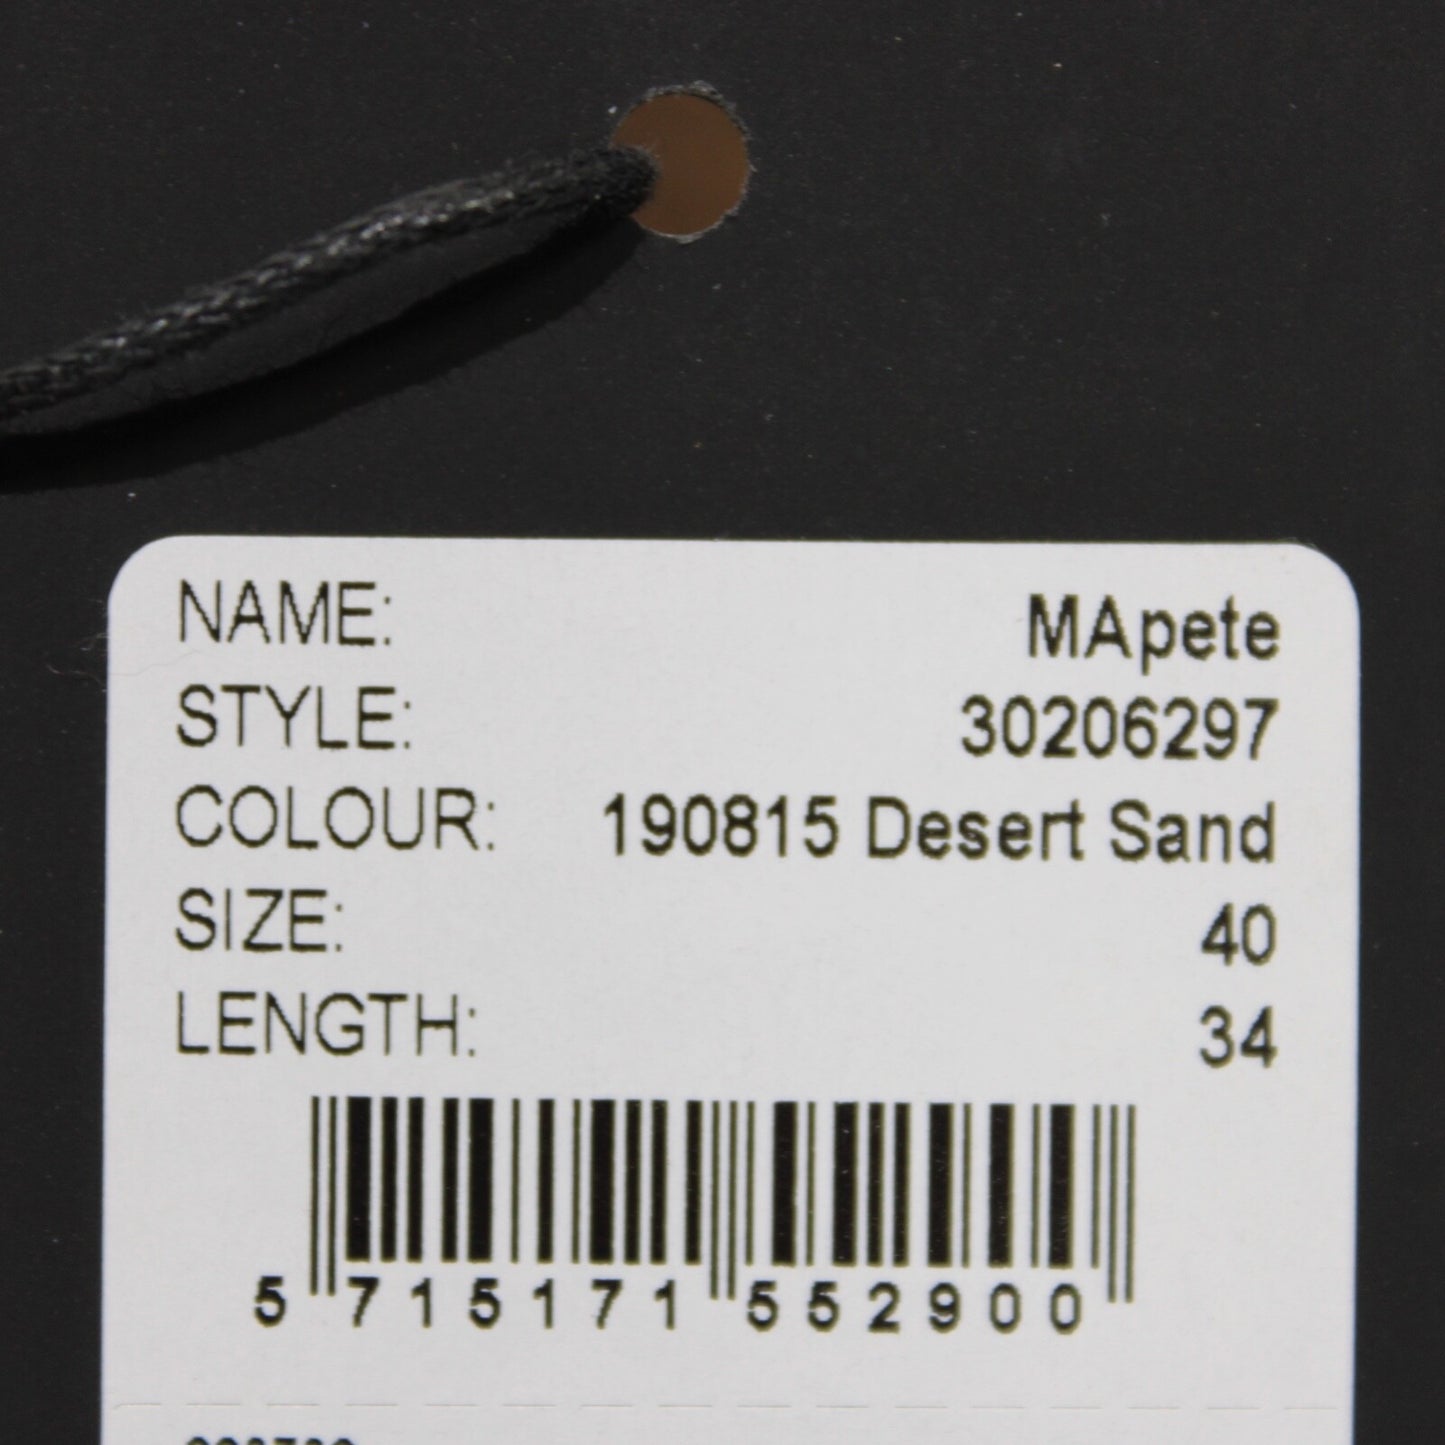 NAME: MApete
STYLE: 30206297
COLOUR: 190815 Desert Sand
SIZE: 40
LENGTH: 34
5 715171 552900